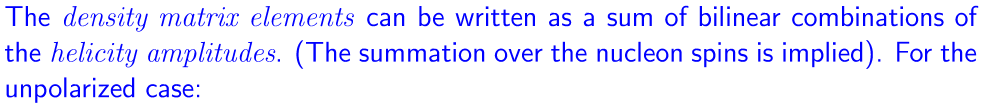 The density matrix elements can be written as a sum of bilinear combinations of
the helicity amplitudes. (The summation over the nucleon spins is implied). For the
unpolarized case: